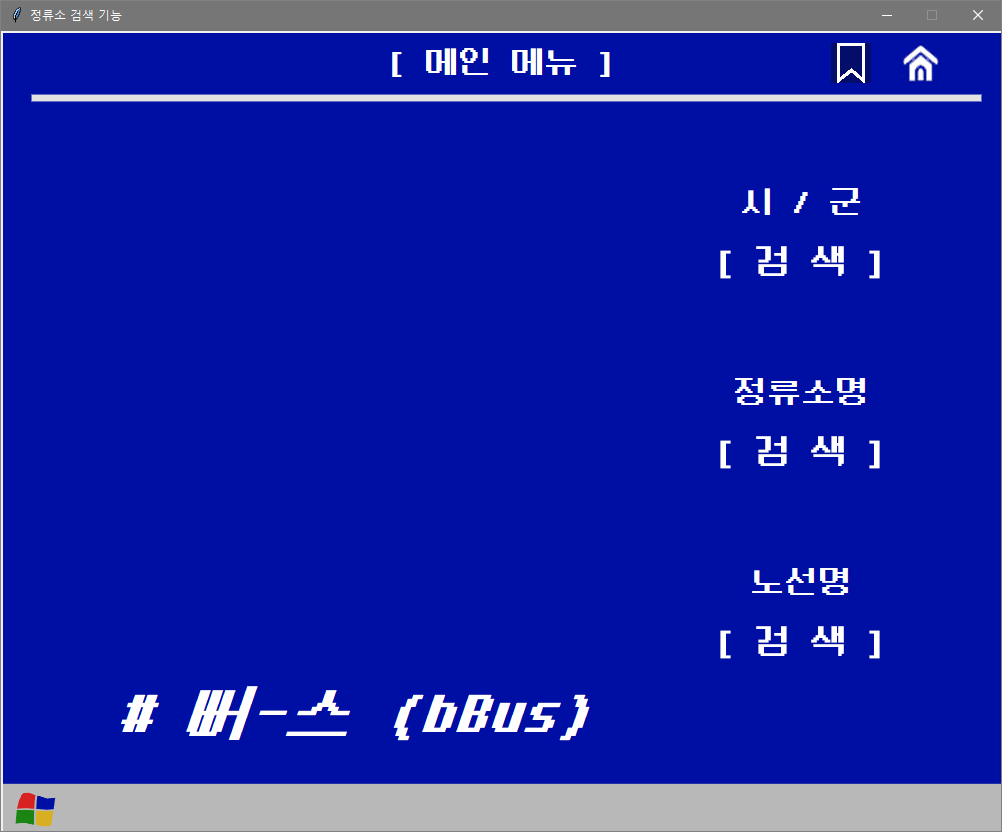 정류소 검색 기능
[ 메인 메뉴 ]
시 / 군
[ 검 색 ]
정류소명
[ 검 색 ]
노선명
[ 검 색 ]
# 뻐-스 (bBus)